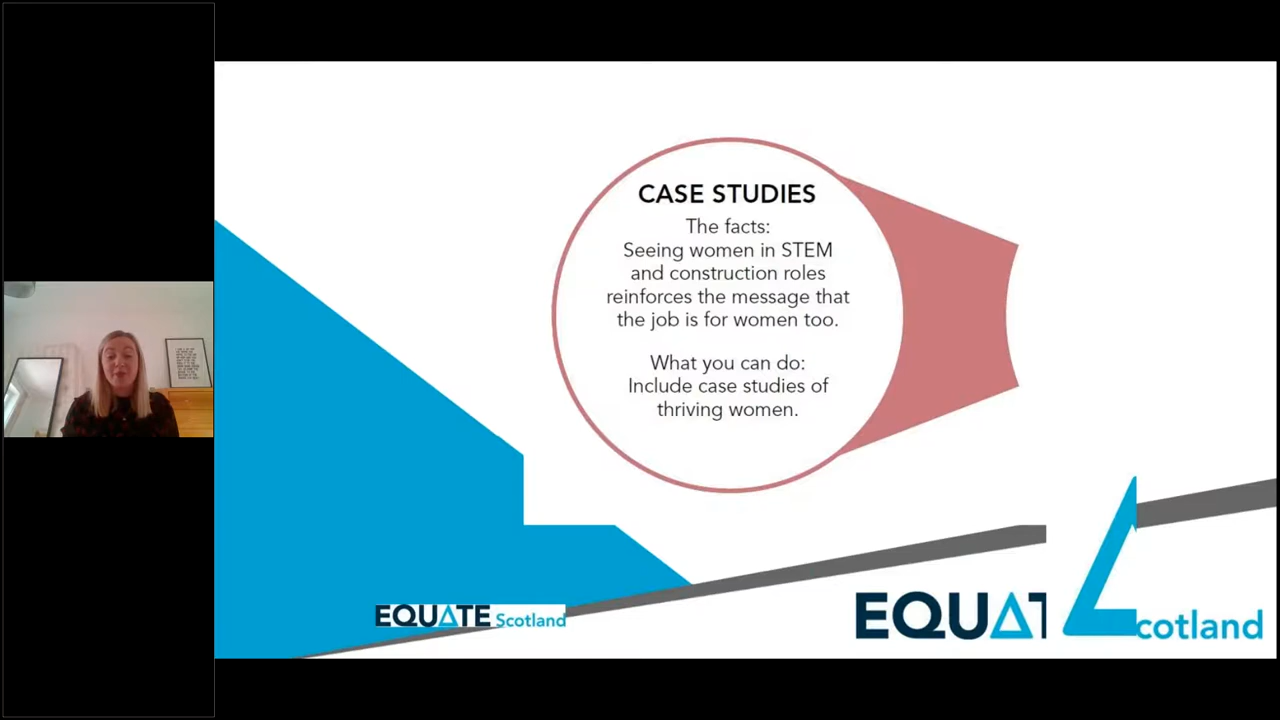 CASE STUDIES
The facts:
Seeing women in STEM
and construction roles
reinforces the message that
the job is for women too.
What you can do:
Include case studies of
thriving women.
EQUATE Scotland
EQUAT
cotland